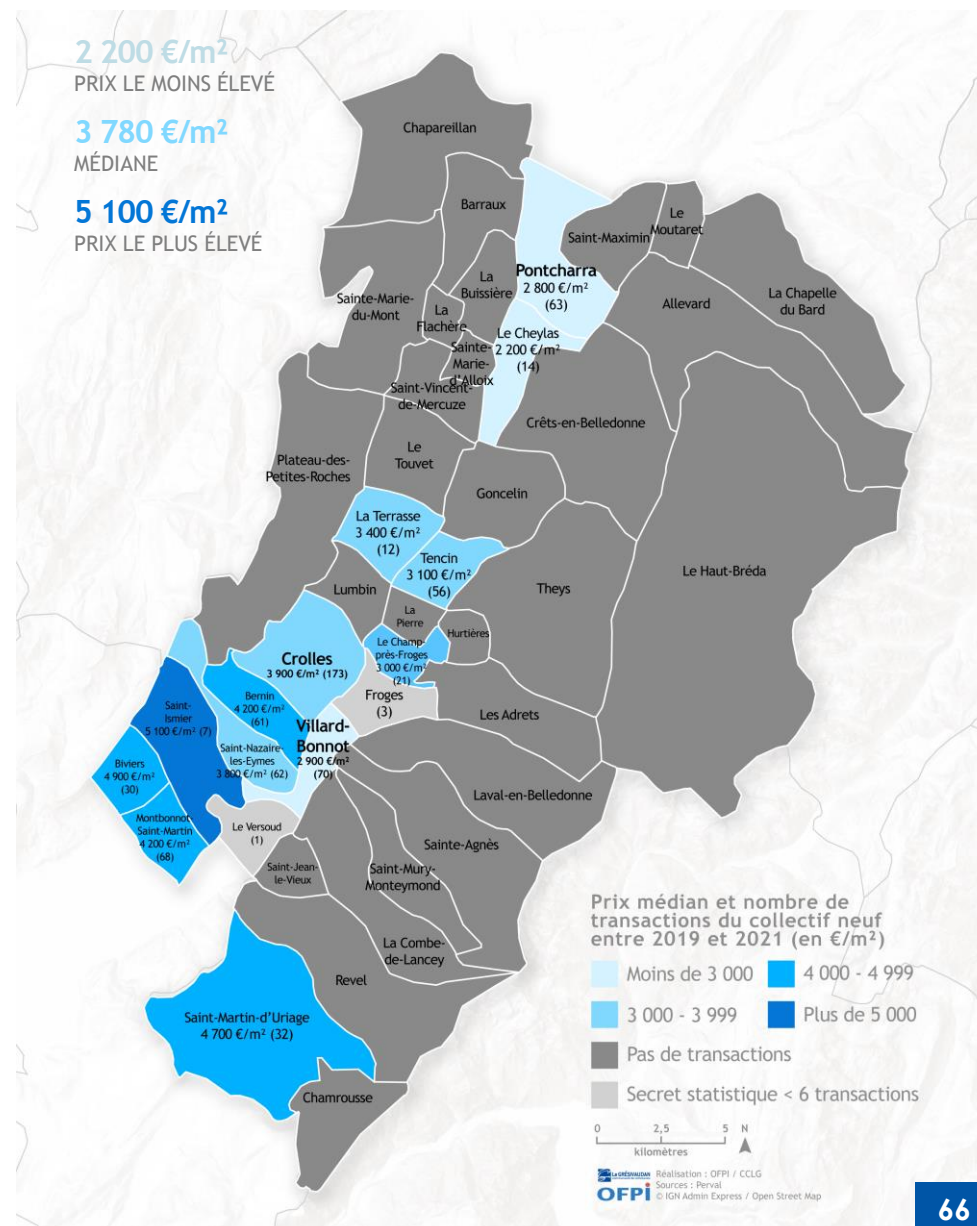 2 200 €/m²
PRIX LE MOINS ÉLEVÉ
3 780 €/m²
MÉDIANE
5 100 €/m²
PRIX LE PLUS ÉLEVÉ
Chapareillan
Barraux
Le
Moutaret
Saint-Maximin
Pontcharra
2 800 €/m²
(63)
La
Buissière
Allevard
La Chapelle
du Bard
Sainte-Marie-
du-Mont
La
Flachère
Le Cheylas
2 200 €/m²
(14)
Sainte-
Marie-
d'Alloix
Saint-Vincent-
de-Mercuze
Crêts-en-Belledonne
Le
Touvet
Plateau-des-
Petites-Roches
Goncelin
La Terrasse
3 400 €/m²
(12)
Tencin
3 100 €/m²
(56)
Le Haut-Bréda
Theys
Lumbin
La
Pierre
Hurtières
Le Champ-
près-Froges
3 000 €/m²
(21)
Crolles
3 900 €/m² (173)
Froges
(3)
Bernin
4 200 €/m²
(61)
Les Adrets
Saint-
Ismier
5 100 €/m² (7)
Villard-
Bonnot
2 900 €/m²
(70)
Saint-Nazaire-
les-Eymes
3 800 €/m² (62)
Biviers
4 900 €/m²
(30)
Laval-en-Belledonne
Montbonnot-
Saint-Martin
4 200 €/m²
(68)
Le Versoud
(1)
Sainte-Agnès
Saint-Jean-
le-Vieux
Saint-Mury-
Monteymond
La Combe-
de-Lancey
Revel
Saint-Martin-d'Uriage
4 700 €/m² (32)
Chamrousse
Prix médian et nombre de
transactions du collectif neuf
entre 2019 et 2021 (en €/m²)
Moins de 3 000
4 000 - 4 999
3 000 - 3 999
Plus de 5 000
Pas de transactions
Secret statistique < 6 transactions
0 2,5 5 N
kilomètres
LE GRÉSIVAUDAN
OFPI
Réalisation : OFPI / CCLG
Sources : Perval
© IGN Admin Express / Open Street Map
66